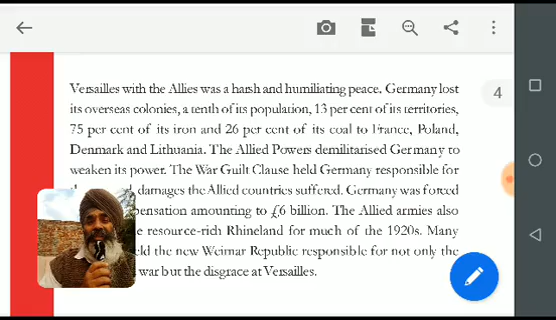 Versailles with the Allies was a harsh and humiliating peace. Germany lost
its overseas colonies, a tenth of its population, 13 per cent of its territories,
75 per cent of its iron and 26 per cent of its coal to France, Poland,
Denmark and Lithuania. The Allied Powers demilitarised Germany to
weaken its power. The War Guilt Clause held Germany responsible for
damages the Allied countries suffered. Germany was forced
pensation amounting to £6 billion. The Allied armies also
resource-rich Rhineland for much of the 1920s. Many
the new Weimar Republic responsible for not only the
war but the disgrace at Versailles.
4